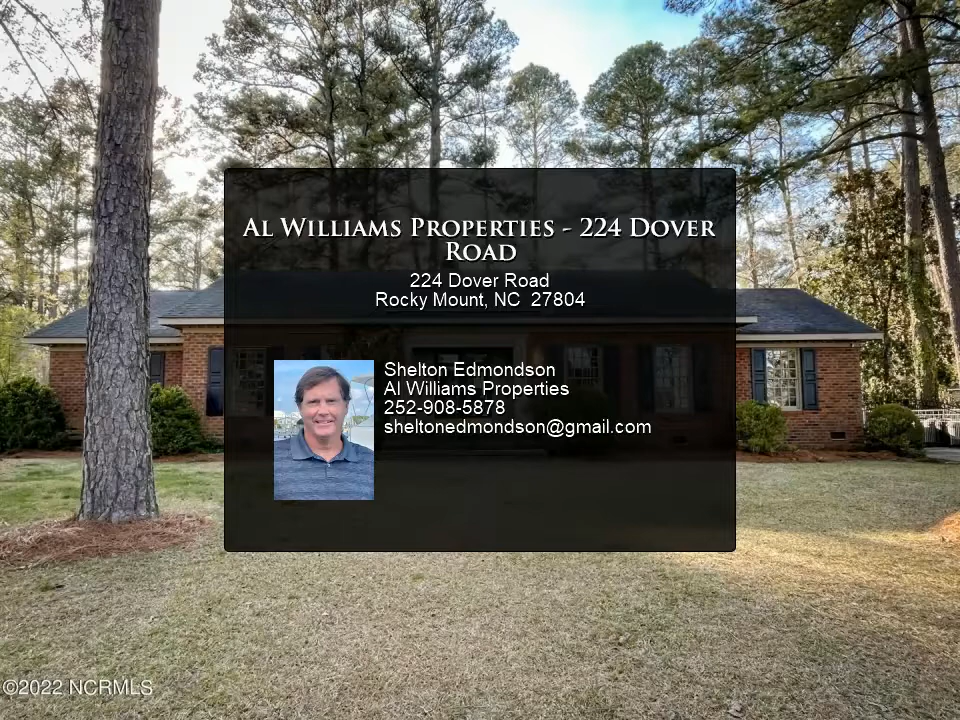 Al Williams Properties - 224 Dover
Road
224 Dover Road
Rocky Mount, NC  27804
Shelton Edmondson
Al Williams Properties
252-908-5878
sheltonedmondson@gmail.com
©2022 NCRMLS